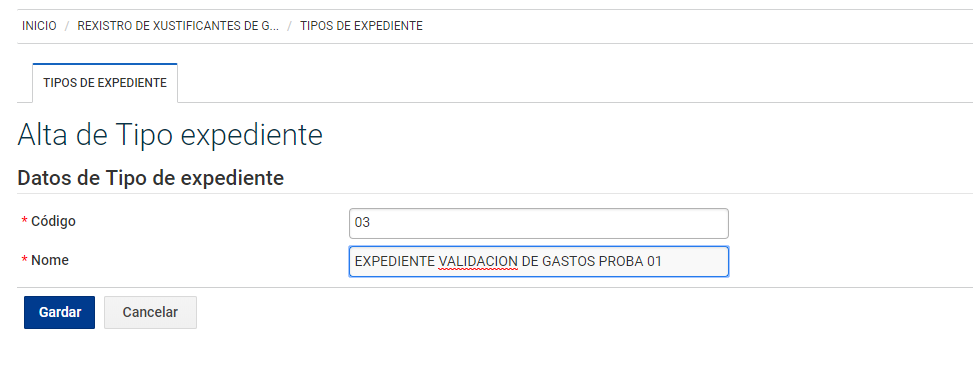 INICIO / REXISTRO DE XUSTIFICANTES DE G... / TIPOS DE EXPEDIENTE
TIPOS DE EXPEDIENTE
Alta de Tipo expediente
Datos de Tipo de expediente
* Código 03
* Nome EXPEDIENTE VALIDACION DE GASTOS PROBA 01
Gardar Cancelar